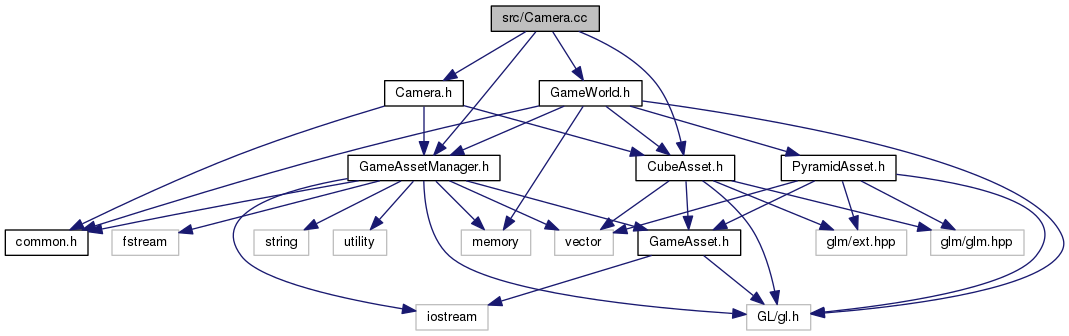 src/Camera.cc
Camera.h
GameWorld.h
GameAssetManager.h
CubeAsset.h
PyramidAsset.h
common.h
fstream
string
utility
memory
vector
GameAsset.h
glm/ext.hpp
glm/glm.hpp
iostream
GL/gl.h